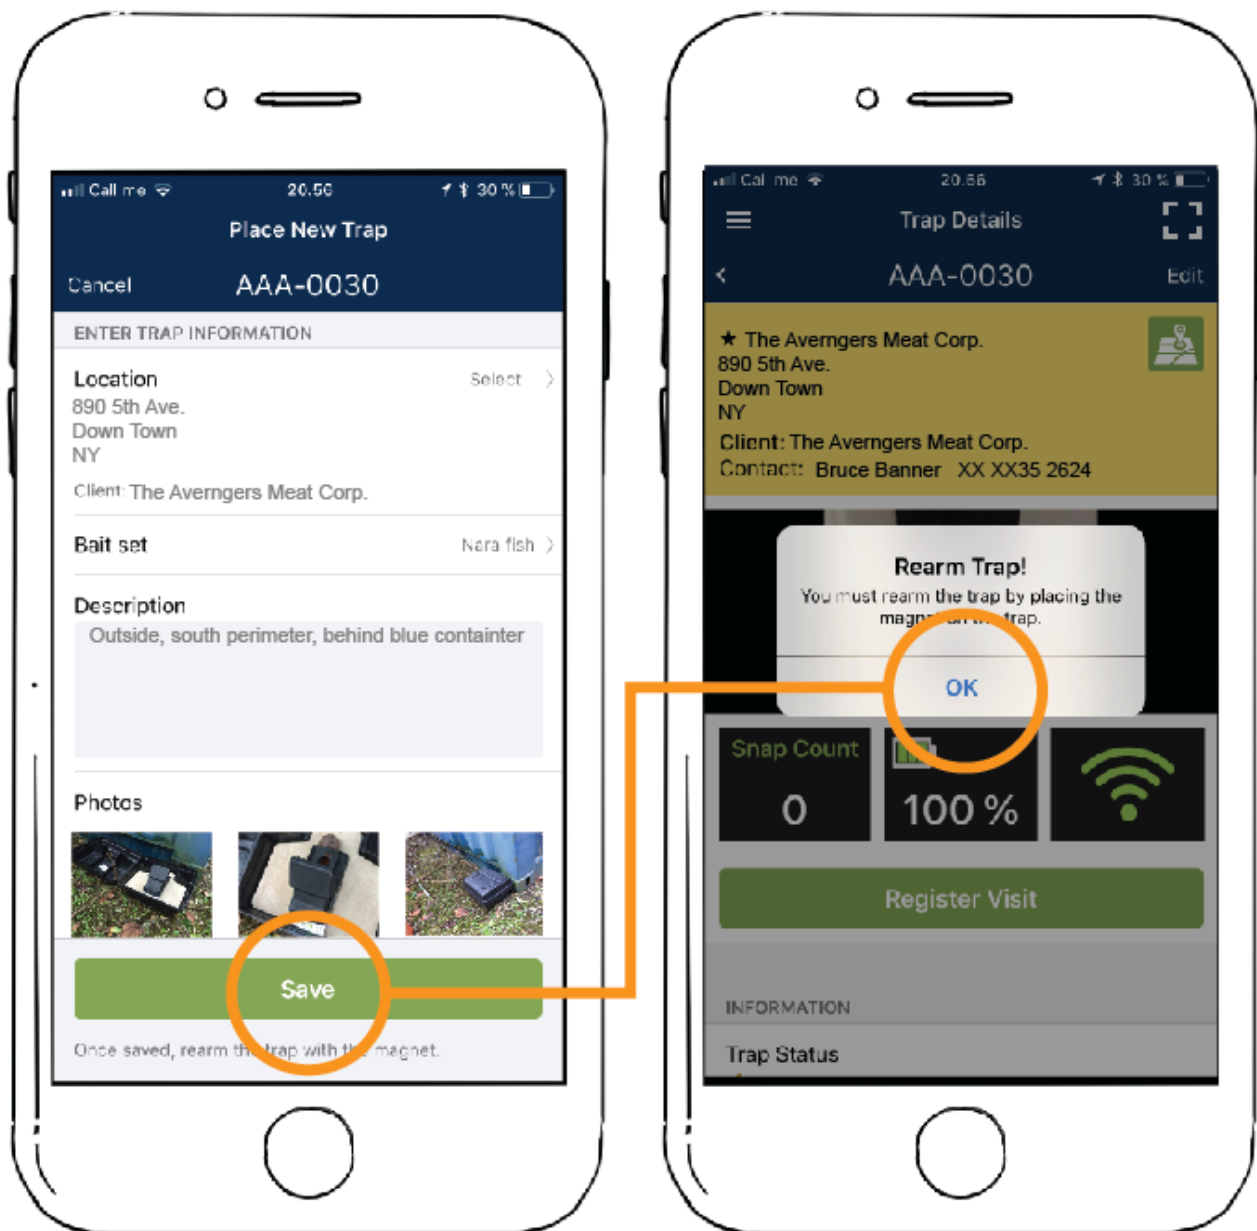 Call me
20.56
30 %
Place New Trap
Cancel
AAA-0030
ENTER TRAP INFORMATION
Location
Select
890 5th Ave.
Down Town
NY
Client: The Averngers Meat Corp.
Bait set
Nara fish
Description
Outside, south perimeter, behind blue containter
Photos
Save
Once saved, rearm the trap with the magnet.
Cal me
20.56
30 %
Trap Details
AAA-0030
Edit
★ The Averngers Meat Corp.
890 5th Ave.
Down Town
NY
Client: The Averngers Meat Corp.
Contact: Bruce Banner XX XX35 2624
Rearm Trap!
You must rearm the trap by placing the
magnet on the trap.
OK
Snap Count
0
100 %
Register Visit
INFORMATION
Trap Status